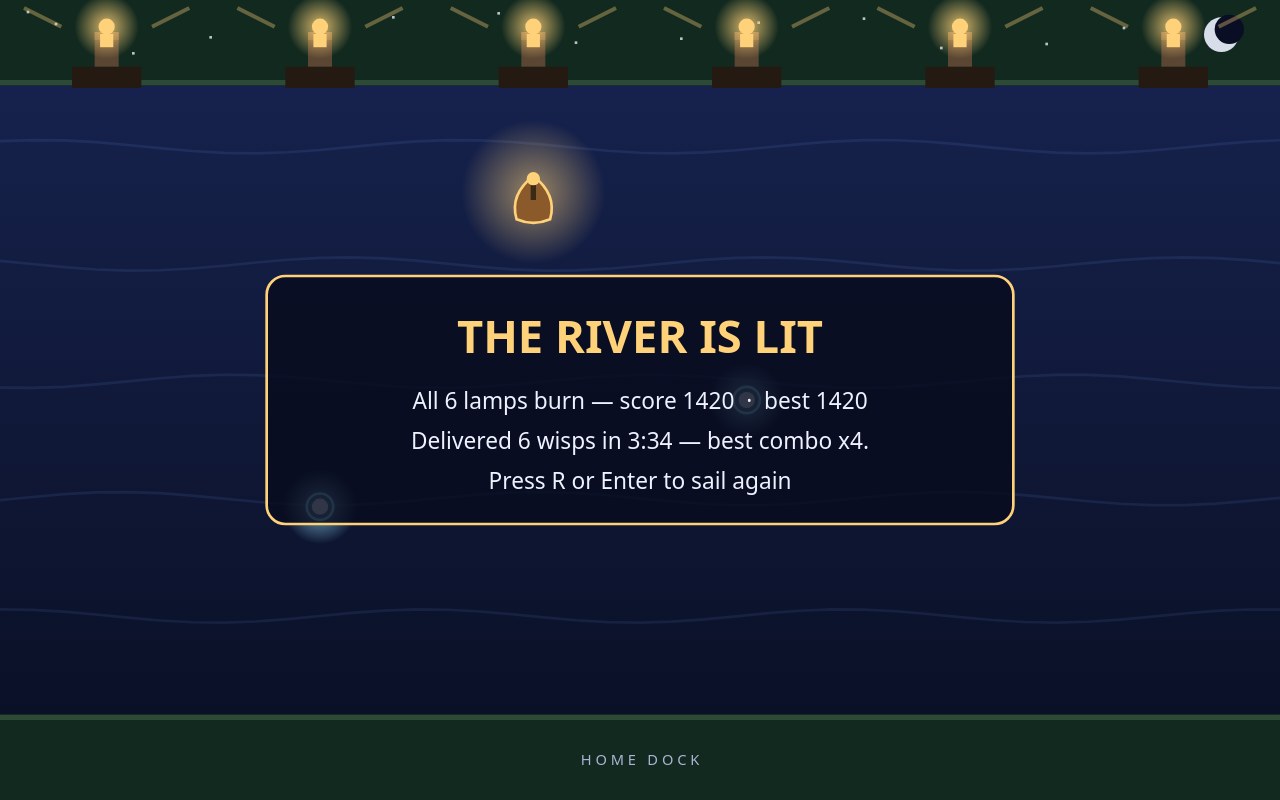 THE RIVER IS LIT
All 6 lamps burn — score 1420 · best 1420
Delivered 6 wisps in 3:34 — best combo x4.
Press R or Enter to sail again
HOME DOCK